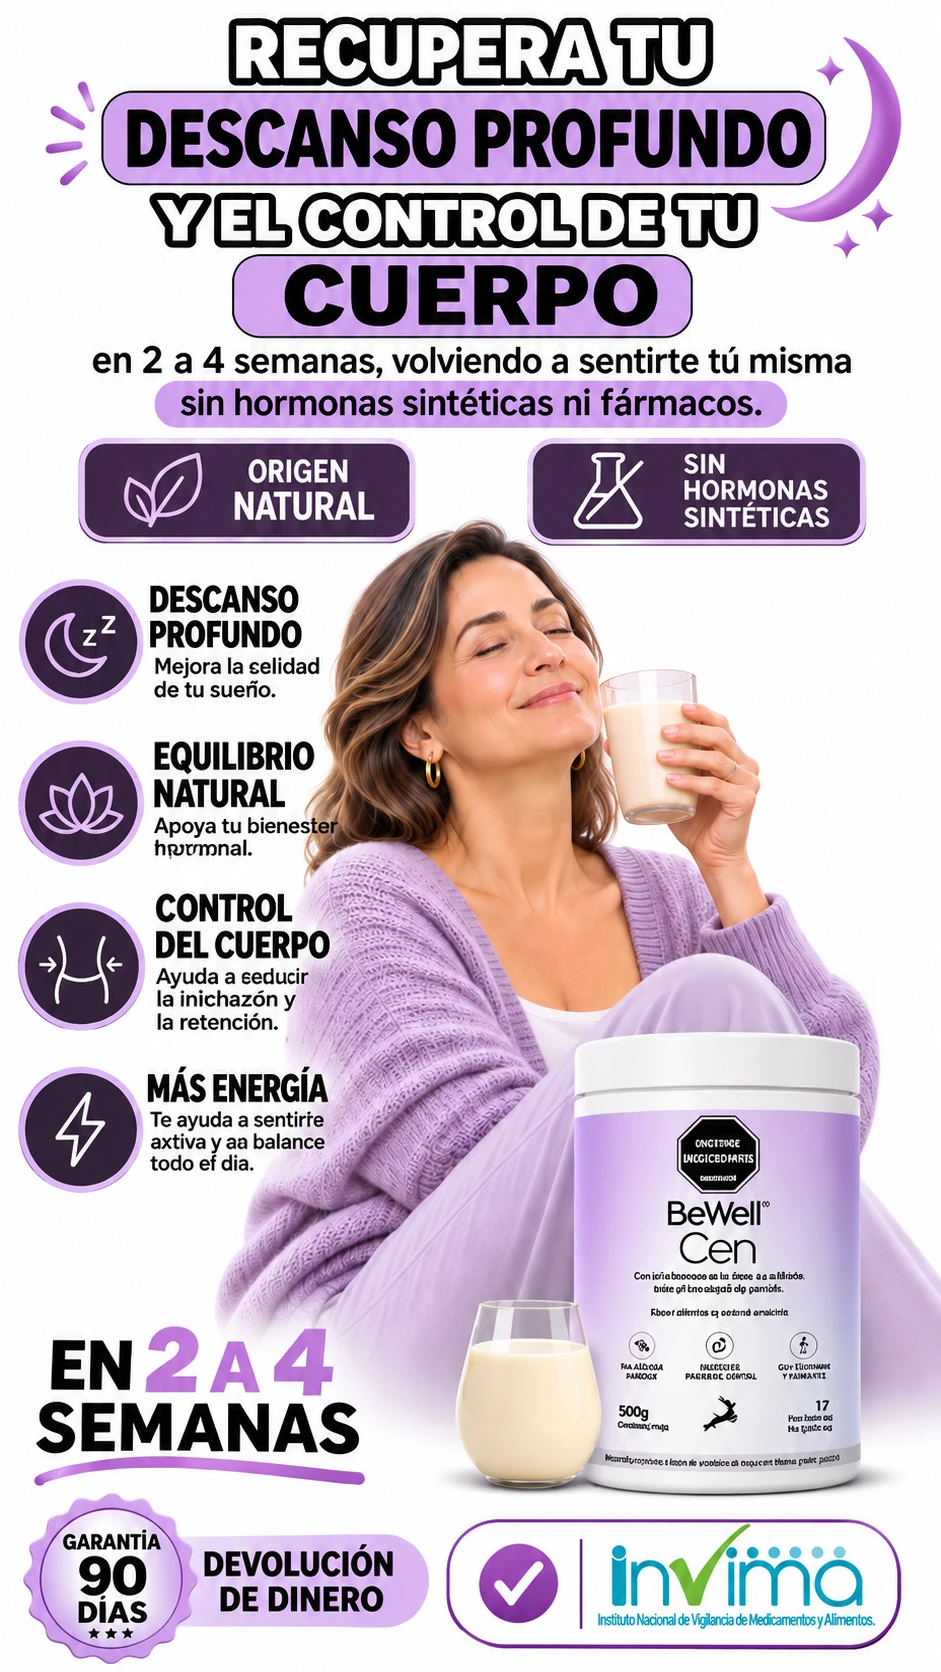 RECUPERA TU
DESCANSO PROFUNDO
Y EL CONTROL DE TU
CUERPO
en 2 a 4 semanas, volviendo a sentirte tú misma
sin hormonas sintéticas ni fármacos.
ORIGEN
NATURAL
SIN
HORMONAS
SINTÉTICAS
DESCANSO
PROFUNDO
Mejora la selidad
de tu sueño.
EQUILIBRIO
NATURAL
Apoya tu bienester
CONTROL
DEL CUERPO
Ayuda a seducir
la inichazón y
la retención.
MÁS ENERGÍA
Te ayuda a sentirte
axtiva y an balance
todo ef dia.
BeWell
Cen
500g
17
EN 2 A 4
SEMANAS
GARANTÍA
90
DÍAS
DEVOLUCIÓN
DE DINERO
invima
Instituto Nacional de Vigilancia de Medicamentos y Alimentos.